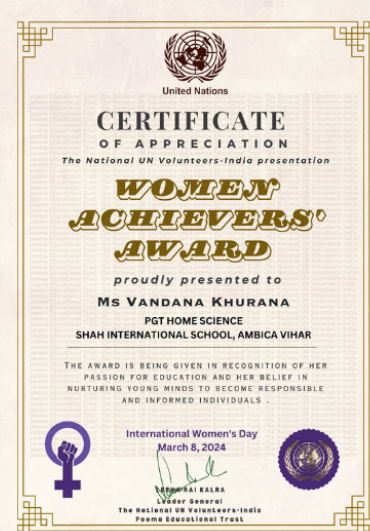 United Nations
CERTIFICATE
OF APPRECIATION
The National UN Volunteers-India presentation
WOMEN
ACHIEVERS'
AWARD
proudly presented to
MS VANDANA KHURANA
PGT HOME SCIENCE
SHAH INTERNATIONAL SCHOOL, AMBICA VIHAR
THE AWARD IS BEING GIVEN IN RECOGNITION OF HER
PASSION FOR EDUCATION AND HER BELIEF IN
NURTURING YOUNG MINDS TO BECOME RESPONSIBLE
AND INFORMED INDIVIDUALS .
International Women's Day
March 8, 2024
RAI KALRA
Leader General
The National UN Volunteers-India
Poema Educational Trust